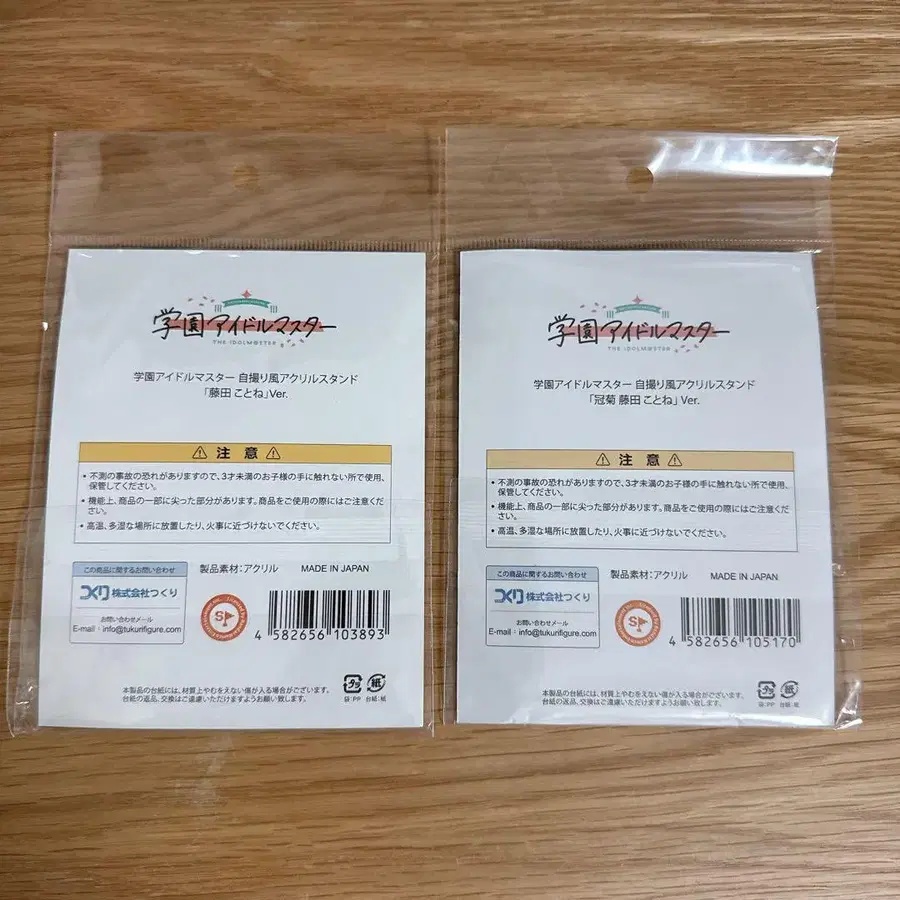 学園アイドルマスター
THE IDOLM@STER
学園アイドルマスター 自撮り風アクリルスタンド
「藤田 ことね」Ver.
⚠ 注 意 ⚠
• 不測の事故の恐れがありますので、3才未満のお子様の手に触れない所で使用、
保管してください。
• 機能上、商品の一部に尖った部分があります。商品をご使用の際にはご注意くだ
さい。
• 高温、多湿な場所に放置したり、火事に近づけないでください。
この商品に関するお問い合わせ
つくり 株式会社つくり
お問い合わせメール
E-mail：info@tukurifigure.com
製品素材：アクリル MADE IN JAPAN
4 582656 103893
本製品の台紙には、材質上やむをえない傷が入る場合がございます。
台紙の返品、交換はご遠慮いただけますようお願い致します。
プラ 紙
袋：PP 台紙：紙
学園アイドルマスター
THE IDOLM@STER
学園アイドルマスター 自撮り風アクリルスタンド
「冠菊 藤田 ことね」Ver.
⚠ 注 意 ⚠
• 不測の事故の恐れがありますので、3才未満のお子様の手に触れない所で使用、
保管してください。
• 機能上、商品の一部に尖った部分があります。商品をご使用の際にはご注意くだ
さい。
• 高温、多湿な場所に放置したり、火事に近づけないでください。
この商品に関するお問い合わせ
つくり 株式会社つくり
お問い合わせメール
E-mail：info@tukurifigure.com
製品素材：アクリル MADE IN JAPAN
4 582656 105170
本製品の台紙には、材質上やむをえない傷が入る場合がございます。
台紙の返品、交換はご遠慮いただけますようお願い致します。
プラ 紙
袋：PP 台紙：紙